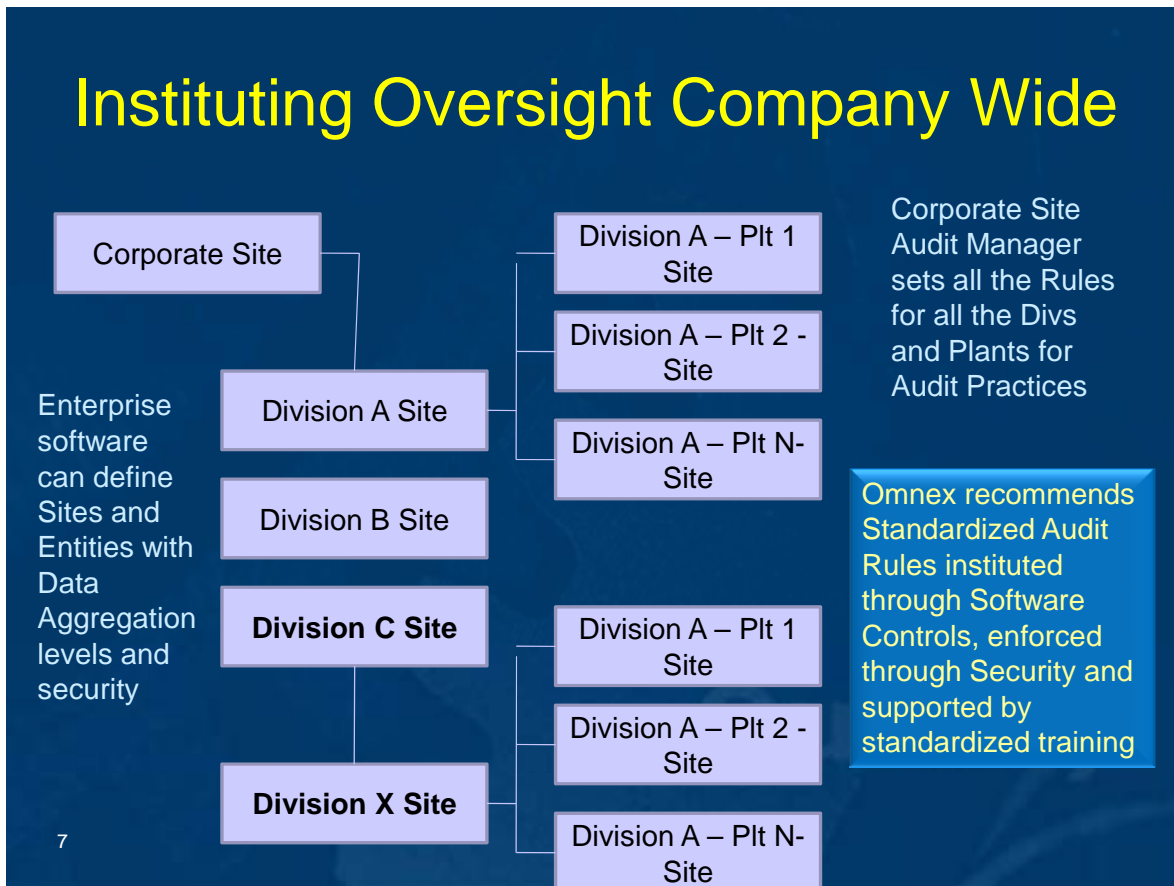 Instituting Oversight Company Wide
Corporate Site
Division A – Plt 1
Site
Corporate Site
Audit Manager
sets all the Rules
for all the Divs
and Plants for
Audit Practices
Division A – Plt 2 -
Site
Enterprise
software
can define
Sites and
Entities with
Data
Aggregation
levels and
security
Division A Site
Division A – Plt N-
Site
Division B Site
Omnex recommends
Standardized Audit
Rules instituted
through Software
Controls, enforced
through Security and
supported by
standardized training
Division C Site
Division A – Plt 1
Site
Division A – Plt 2 -
Site
Division X Site
Division A – Plt N-
Site
7